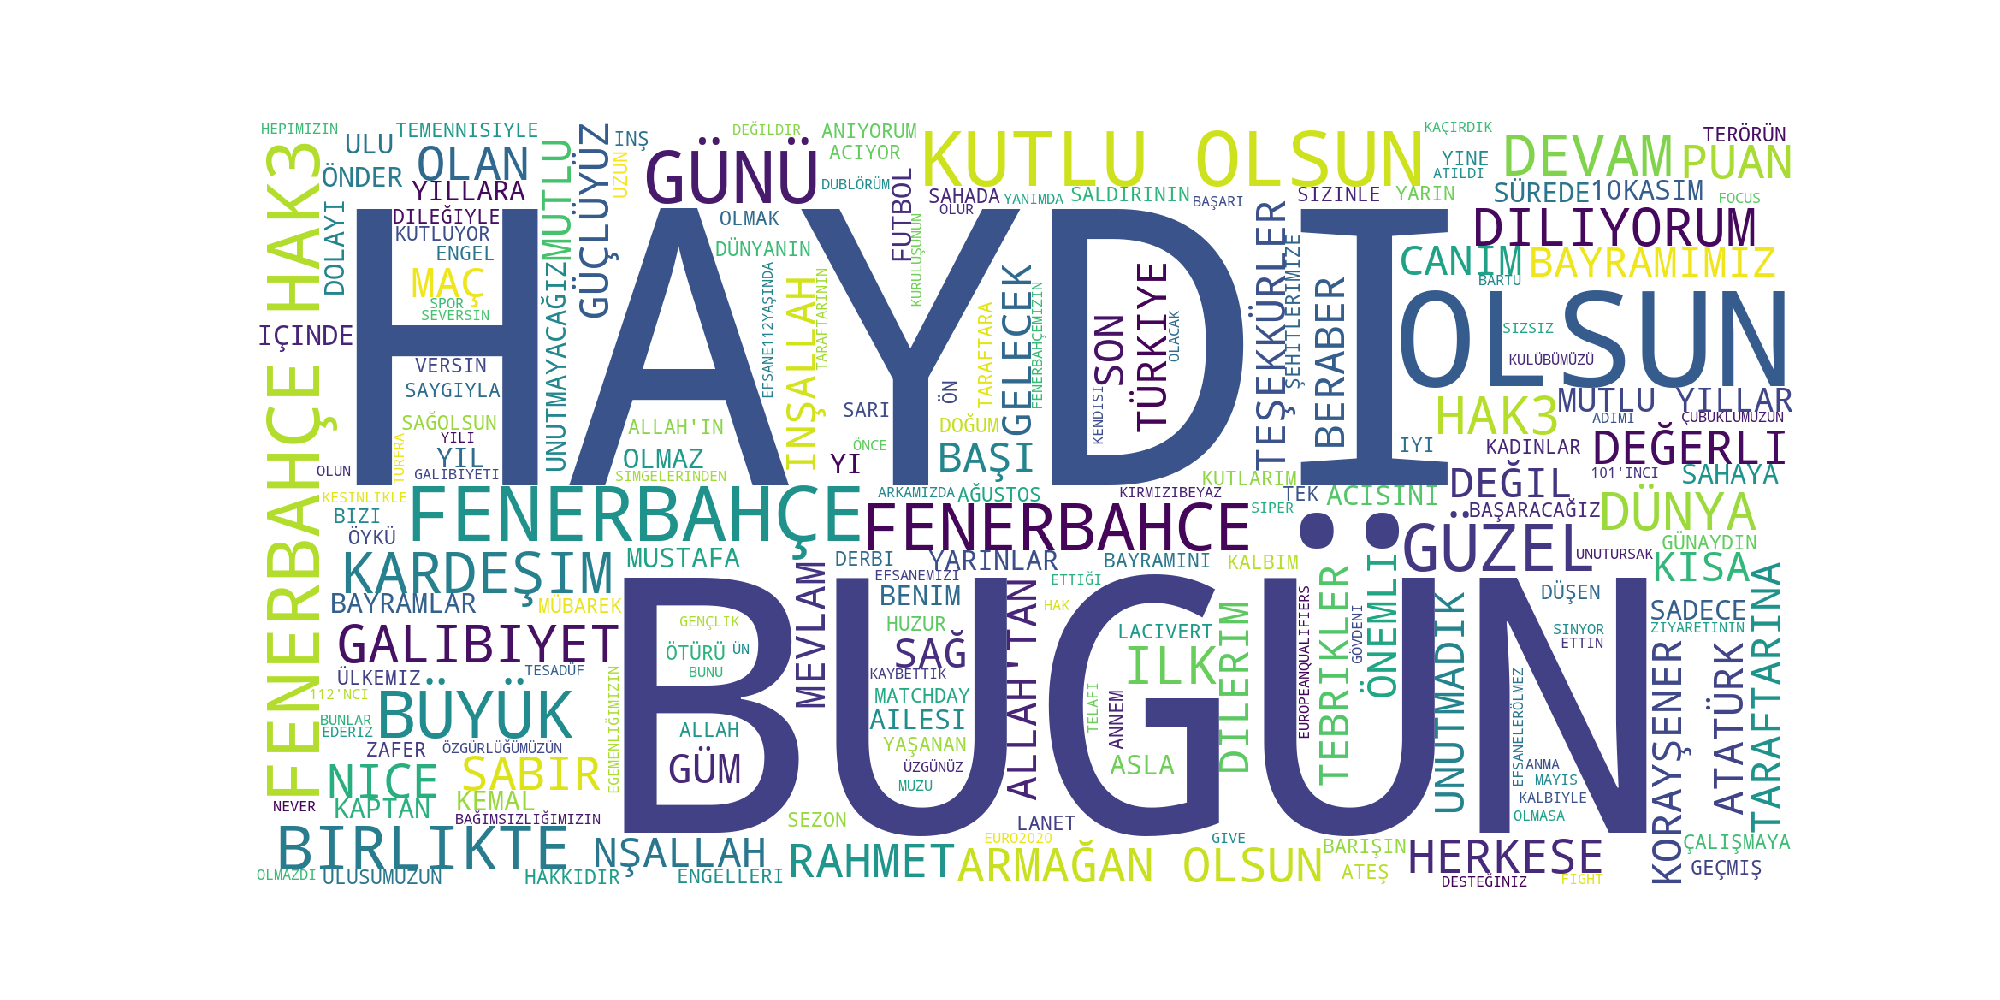 HEPIMIZIN
ULU
TEMENNISIYLE
ÖNDER
OLAN
YILLARA
MUTLU
GÜÇLÜYÜZ
INŞ
UZUN
GÜNÜ
DEĞILDIR
ANIYORUM
ACIYOR
DUBLÖRÜM
FUTBOL
KUTLU OLSUN
KAÇIRDIK
YINE
ATILDI
DEVAM
TERÖRÜN
PUAN
SAHADA
OLUR
YANIMDA
SALDIRININ
BAŞARI
SIZINLE
YARIN
SÜREDE
10KASIM
FOCUS
FENERBAHÇE HAK3
DOLAYI
DILEĞIYLE
KUTLUYOR
ENGEL
MAÇ
SPOR
SEVERSIN
IÇINDE
HAYDI
OLMAK
DÜNYANIN
UNUTMAYACAĞIZ
EFSANE112YAŞINDA
INŞALLAH
TARAFTARININ
KURULUŞUNUN
GELECEK
TARAFTARA
FENERBAHÇEMIZIN
SON
TÜRKIYE
OLACAK
KENDISI
TEŞEKKÜRLER
ŞEHITLERIMIZE
BERABER
DILIYORUM
CANIM
BAYRAMIMIZ
BARTU
OLSUN
SIZSIZ
KULÜBÜMÜZÜ
VERSIN
SAYGIYLA
SAĞOLSUN
YILI
YIL
GALIBIYETI
TURFRA
OLUN
KESINLIKLE
ALLAH'IN
OLMAZ
SIMGELERINDEN
SARI
ÖNCE
YI
ÖN
DOĞUM
BAŞI
HAK3
MUTLU YILLAR
ADIMI
ÇUBUKLUMUZUN
IYI
KADINLAR
DEĞERLI
DEĞIL
101'INCI
SAHAYA
KUTLARIM
TEK
ACISINI
BAŞARACAĞIZ
SIPER
ARKAMIZDA
AĞUSTOS
KIRMIZIBEYAZ
BIZI
ÖYKÜ
FENERBAHÇE
FENERBAHCE
GÜZEL
DÜNYA
GÜNAYDIN
UNUTURSAK
KISA
KARDEŞIM
MUSTAFA
DERBI
YARINLAR
BAYRAMINI
KALBIM
EFSANEMIZI
ETTIĞI
BAYRAMLAR
MÜBAREK
BUGÜN
GENÇLIK
ÖTÜRÜ
ÜN
BUNU
MEVLAM
BENIM
HUZUR
SAĞ
KAYBETTIK
HAK
ALLAH'TAN
LACIVERT
ILK
DILERIM
EUROPEANQUALIFIERS
TEBRIKLER
GÖVDENI
ÖNEMLI
UNUTMADIK
DÜŞEN
SINYOR
ETTIN
SADECE
ZIYARETININ
TARAFTARINA
GALIBIYET
ÜLKEMIZ
TESADÜF
112'NCI
BUNLAR
EDERIZ
BÜYÜK
ZAFER
ÖZGÜRLÜĞÜMÜZÜN
EGEMENLIĞIMIZIN
ALLAH
GÜM
MATCHDAY
AILESI
YAŞANAN
ÜZGÜNÜZ
MUZU
TELAFI
ANNEM
ASLA
EFSANELERÖLMEZ
ANMA
MAYIS
KALBIYLE
OLMASA
KORAYŞENER
ATATÜRK
NICE
SABIR
NEVER
KAPTAN
KEMAL
BAĞIMSIZLIĞIMIZIN
SEZON
LANET
EURO2020
GIVE
BARIŞIN
ATEŞ
BIRLIKTE
NŞALLAH
RAHMET
ARMAĞAN OLSUN
HERKESE
ÇALIŞMAYA
GEÇMIŞ
OLMAZDI
ULUSUMUZUN
HAKKIDIR
ENGELLERI
DESTEĞINIZ
FIGHT